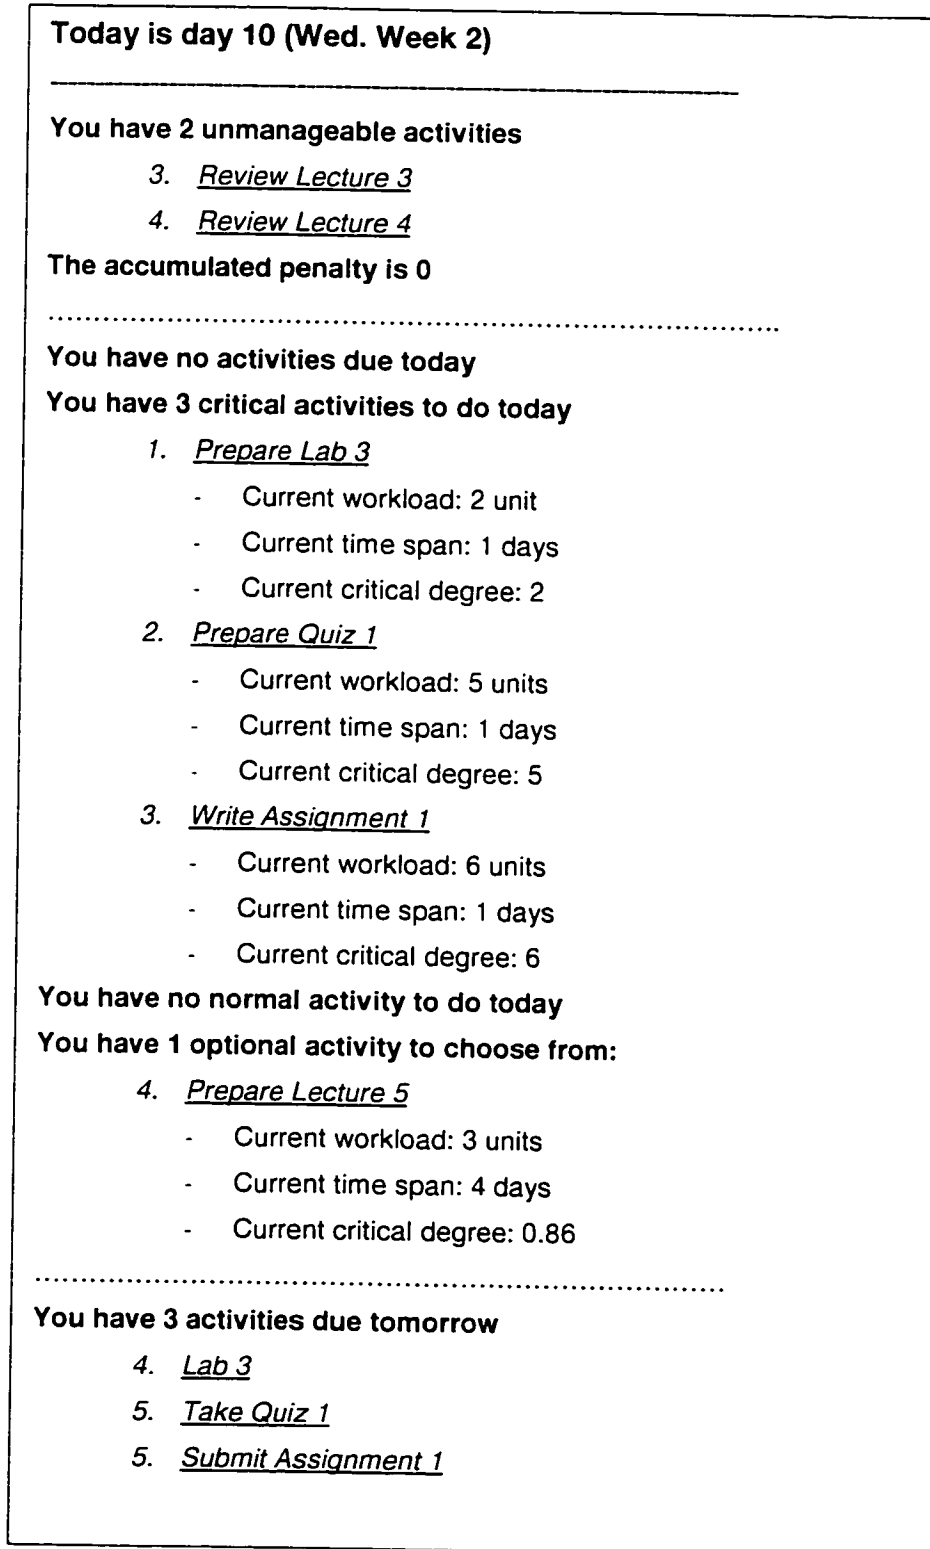 Today is day 10 (Wed. Week 2)
You have 2 unmanageable activities
3. Review Lecture 3
4. Review Lecture 4
The accumulated penalty is 0
You have no activities due today
You have 3 critical activities to do today
1. Prepare Lab 3
- Current workload: 2 unit
- Current time span: 1 days
- Current critical degree: 2
2. Prepare Quiz 1
- Current workload: 5 units
- Current time span: 1 days
- Current critical degree: 5
3. Write Assignment 1
- Current workload: 6 units
- Current time span: 1 days
- Current critical degree: 6
You have no normal activity to do today
You have 1 optional activity to choose from:
4. Prepare Lecture 5
- Current workload: 3 units
- Current time span: 4 days
- Current critical degree: 0.86
You have 3 activities due tomorrow
4. Lab 3
5. Take Quiz 1
5. Submit Assignment 1